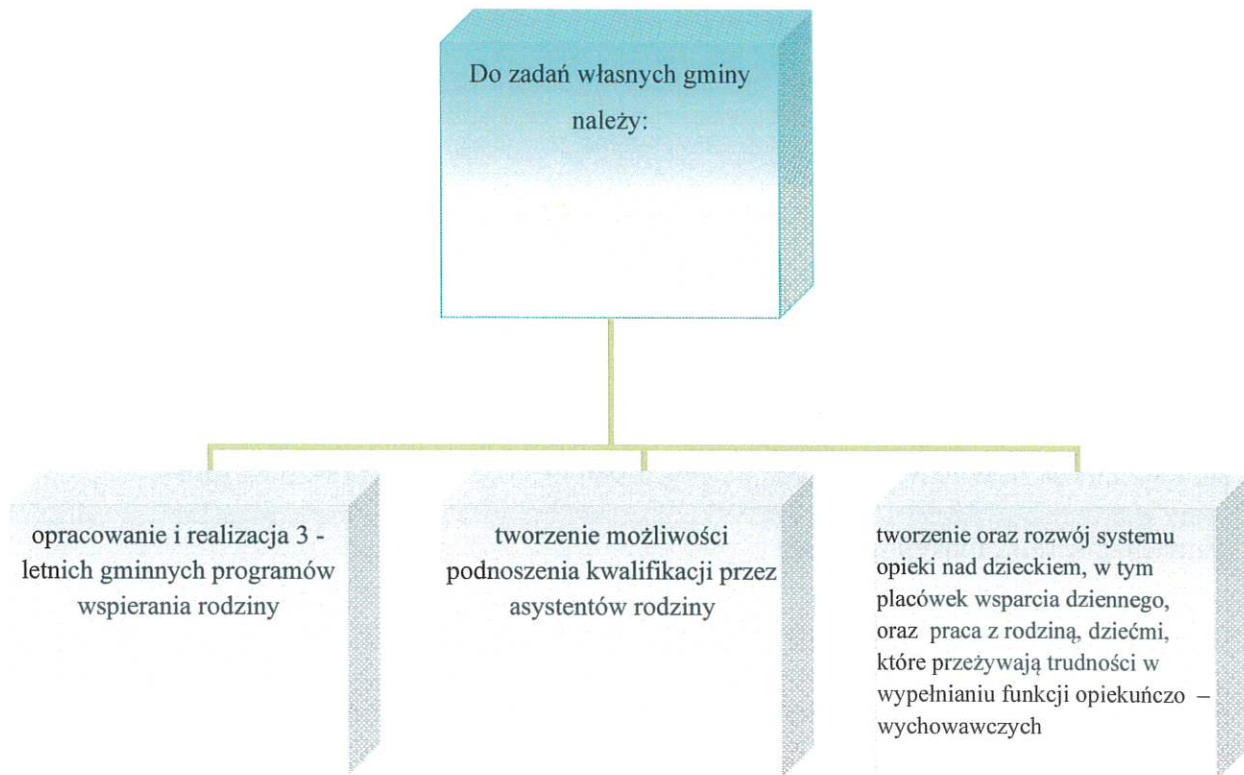 Do zadań własnych gminy
należy:
opracowanie i realizacja 3 -
letnich gminnych programów
wspierania rodziny
tworzenie możliwości
podnoszenia kwalifikacji przez
asystentów rodziny
tworzenie oraz rozwój systemu
opieki nad dzieckiem, w tym
placówek wsparcia dziennego,
oraz praca z rodziną, dziećmi,
które przeżywają trudności w
wypełnianiu funkcji opiekuńczo –
wychowawczych